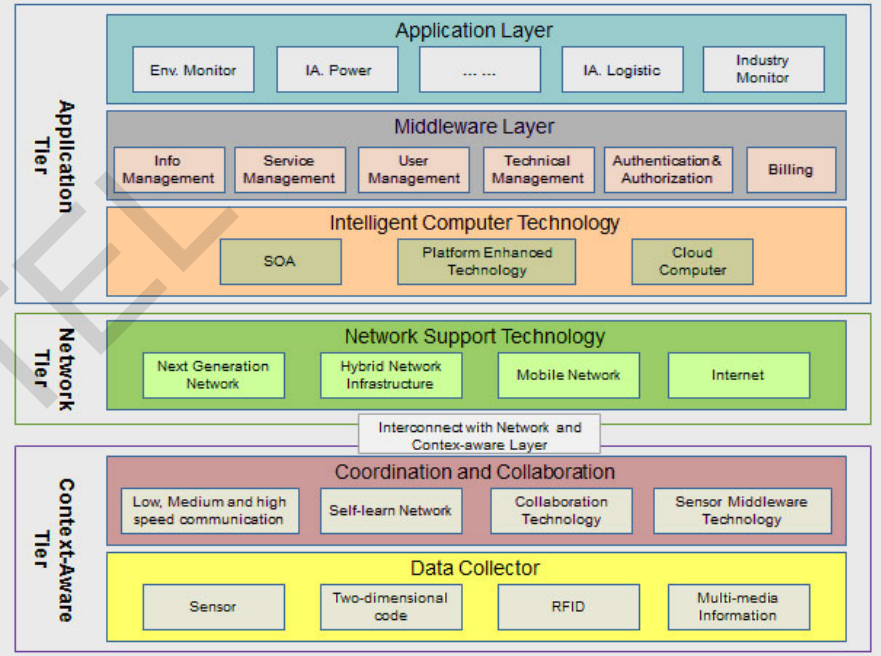 Application Layer
Env. Monitor
IA. Power
... ...
IA. Logistic
Industry
Monitor
Application
Tier
Middleware Layer
Info
Management
Service
Management
User
Management
Technical
Management
Authentication &
Authorization
Billing
Intelligent Computer Technology
SOA
Platform Enhanced
Technology
Cloud
Computer
Network
Tier
Network Support Technology
Next Generation
Network
Hybrid Network
Infrastructure
Mobile Network
Internet
Interconnect with Network and
Contex-aware Layer
Context-Aware
Tier
Coordination and Collaboration
Low, Medium and high
speed communication
Self-learn Network
Collaboration
Technology
Sensor Middleware
Technology
Data Collector
Sensor
Two-dimensional
code
RFID
Multi-media
Information